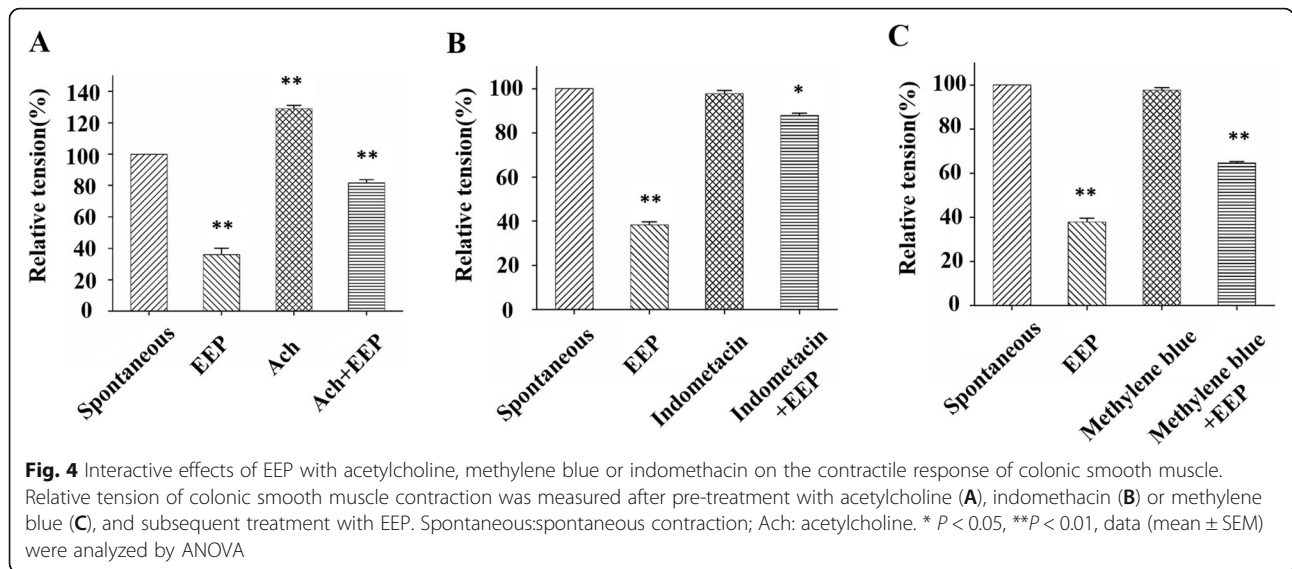 A
Relative tension(%)
140
120
100
80
60
40
20
0
**
**
**
Spontaneous
EEP
Ach
Ach+EEP
B
Relative tension(%)
100
80
60
40
20
0
**
*
Spontaneous
EEP
Indometacin
Indometacin
+EEP
C
Relative tension(%)
100
80
60
40
20
0
**
**
Spontaneous
EEP
Methylene blue
Methylene blue
+EEP
Fig. 4 Interactive effects of EEP with acetylcholine, methylene blue or indomethacin on the contractile response of colonic smooth muscle.
Relative tension of colonic smooth muscle contraction was measured after pre-treatment with acetylcholine (A), indomethacin (B) or methylene
blue (C), and subsequent treatment with EEP. Spontaneous:spontaneous contraction; Ach: acetylcholine. * P < 0.05, **P < 0.01, data (mean ± SEM)
were analyzed by ANOVA